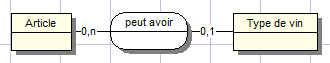 Article
0,n
peut avoir
0,1
Type de vin